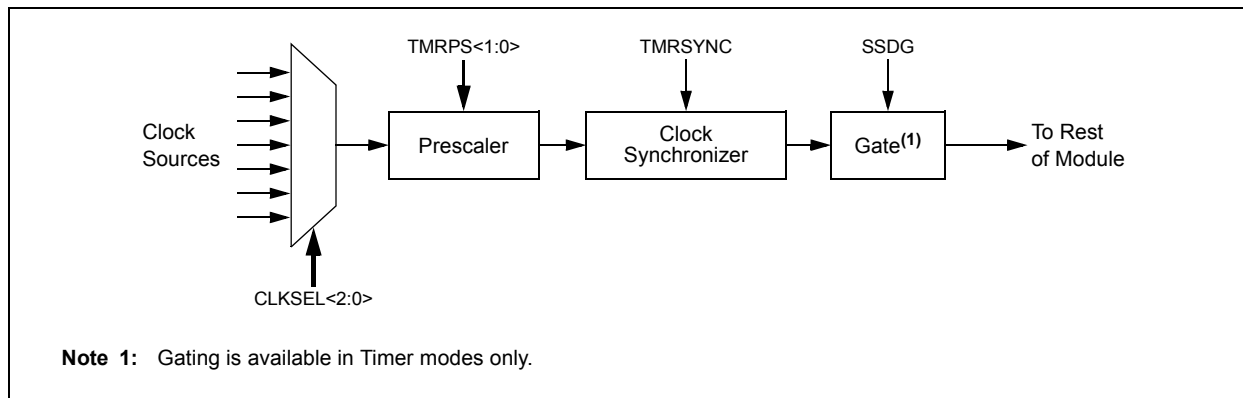 TMRPS<1:0>
TMRSYNC
SSDG
Clock
Sources
Prescaler
Clock
Synchronizer
Gate(1)
To Rest
of Module
CLKSEL<2:0>
Note 1: Gating is available in Timer modes only.